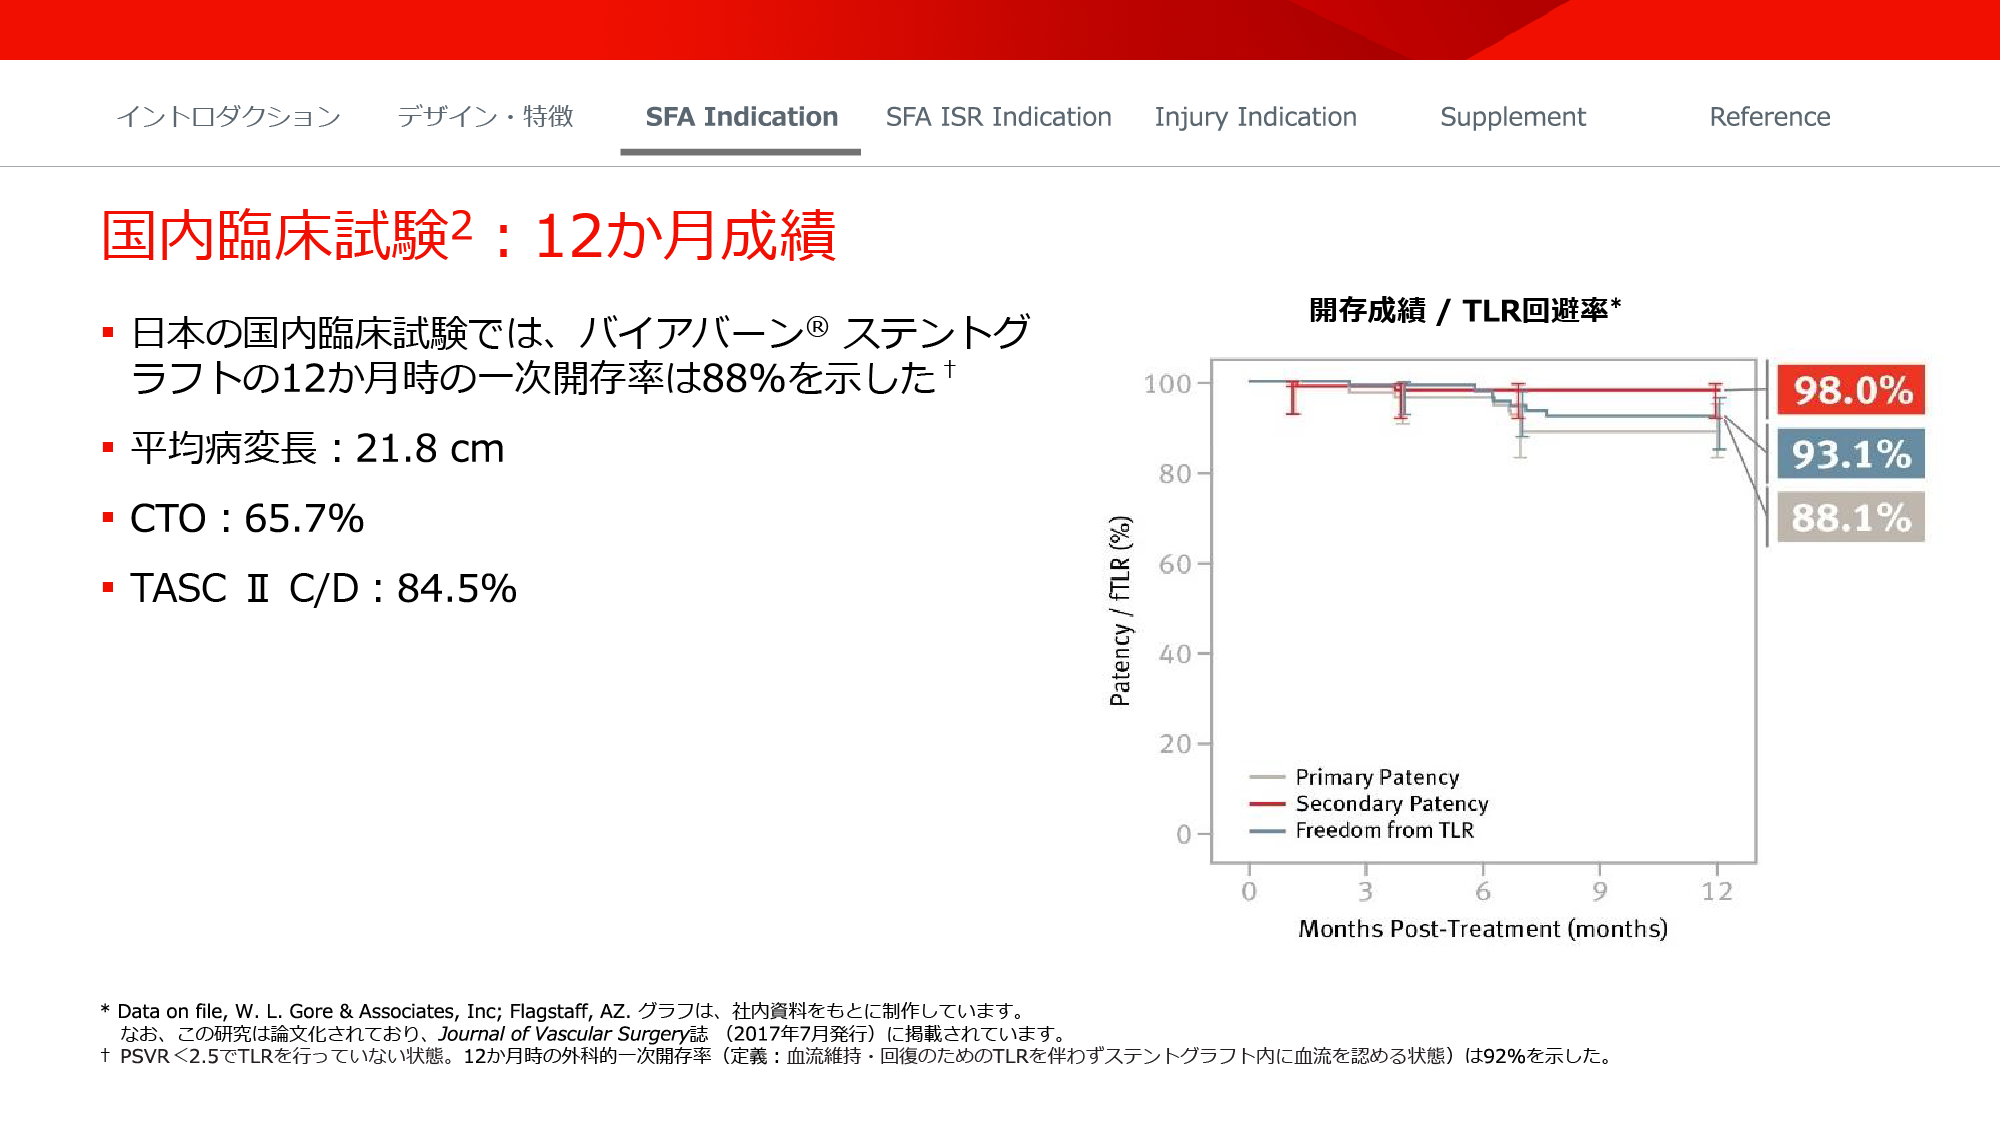 イントロダクション デザイン・特徴 SFA Indication SFA ISR Indication Injury Indication Supplement Reference
国内臨床試験2：12か月成績
▪ 日本の国内臨床試験では、バイアバーン® ステントグ
ラフトの12か月時の一次開存率は88%を示した†
▪ 平均病変長：21.8 cm
▪ CTO：65.7%
▪ TASC Ⅱ C/D：84.5%
開存成績 / TLR回避率*
Patency / fTLR (%)
100
80
60
40
20
0
98.0%
93.1%
88.1%
Primary Patency
Secondary Patency
Freedom from TLR
0 3 6 9 12
Months Post-Treatment (months)
* Data on file, W. L. Gore & Associates, Inc; Flagstaff, AZ. グラフは、社内資料をもとに制作しています。
なお、この研究は論文化されており、Journal of Vascular Surgery誌 （2017年7月発行）に掲載されています。
† PSVR＜2.5でTLRを行っていない状態。12か月時の外科的一次開存率（定義：血流維持・回復のためのTLRを伴わずステントグラフト内に血流を認める状態）は92%を示した。